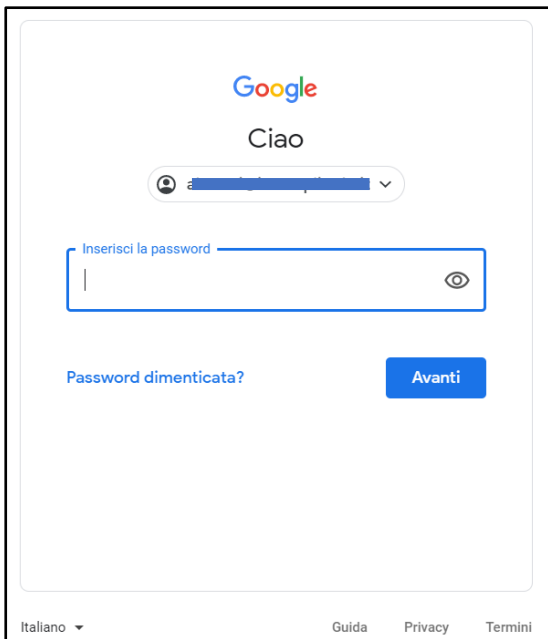 Google
Ciao
Inserisci la password
Password dimenticata?
Avanti
Italiano
Guida Privacy Termini